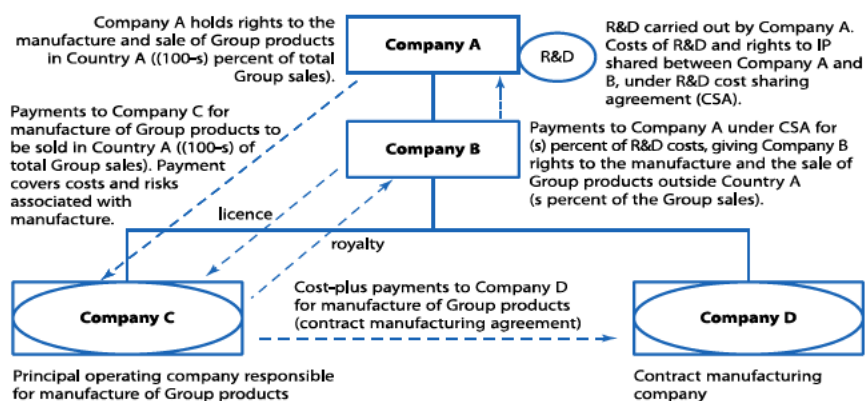 Company A holds rights to the
manufacture and sale of Group products
in Country A ((100–s) percent of total
Group sales).
Company A
R&D
R&D carried out by Company A.
Costs of R&D and rights to IP
shared between Company A and
B, under R&D cost sharing
agreement (CSA).
Payments to Company C for
manufacture of Group products to
be sold in Country A ((100–s) of
total Group sales). Payment
covers costs and risks
associated with
manufacture.
Company B
Payments to Company A under CSA for
(s) percent of R&D costs, giving Company B
rights to the manufacture and the sale of
Group products outside Country A
(s percent of the Group sales).
licence
royalty
Company C
Cost–plus payments to Company D
for manufacture of Group products
(contract manufacturing agreement)
Company D
Principal operating company responsible
for manufacture of Group products
Contract manufacturing
company